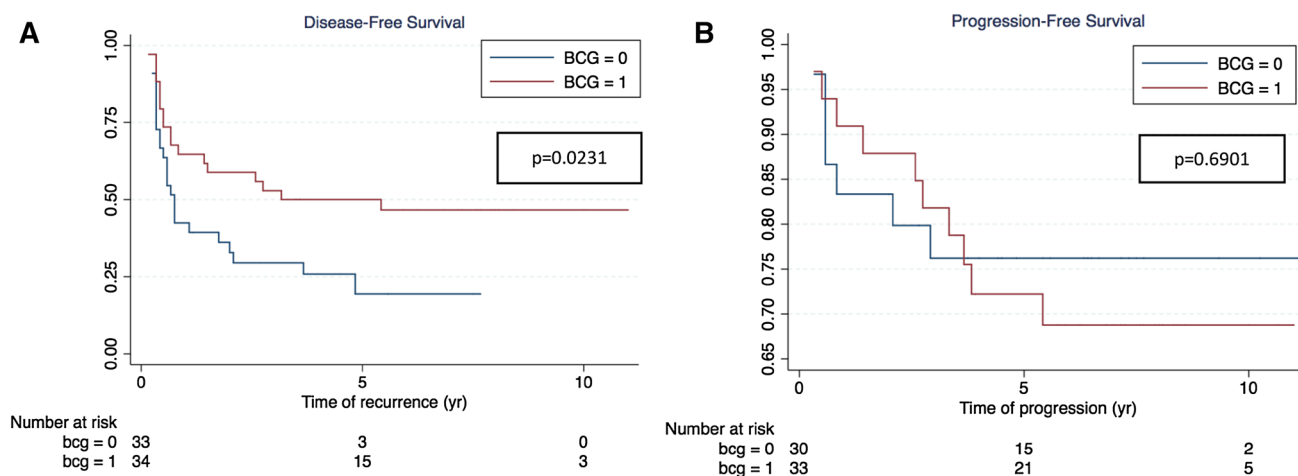 A
Disease-Free Survival
BCG = 0
BCG = 1
p=0.0231
1.00
0.75
0.50
0.25
0.00
0 5 10
Time of recurrence (yr)
Number at risk
bcg = 0 33 3 0
bcg = 1 34 15 3
B
Progression-Free Survival
BCG = 0
BCG = 1
p=0.6901
1.00
0.95
0.90
0.85
0.80
0.75
0.70
0.65
0 5 10
Time of progression (yr)
Number at risk
bcg = 0 30 15 2
bcg = 1 33 21 5